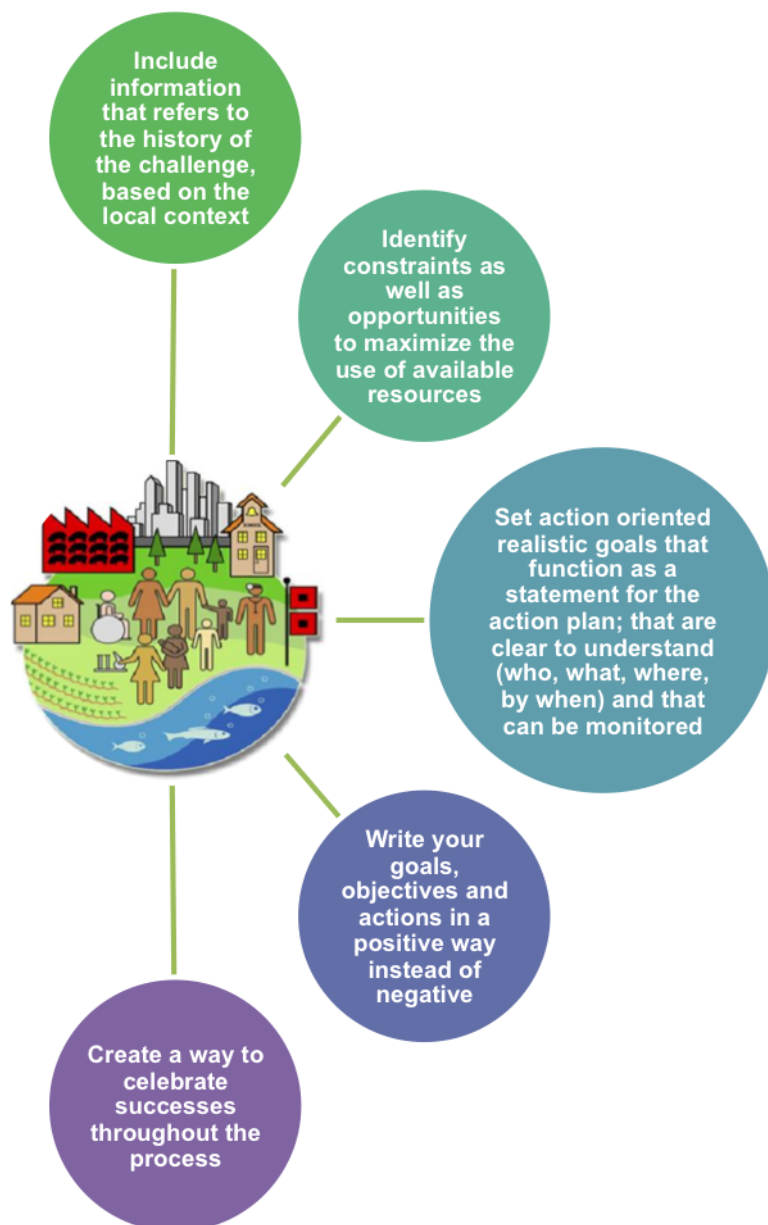 Include
information
that refers to
the history of
the challenge,
based on the
local context
Identify
constraints as
well as
opportunities
to maximize the
use of available
resources
Set action oriented
realistic goals that
function as a
statement for the
action plan; that are
clear to understand
(who, what, where,
by when) and that
can be monitored
Write your
goals,
objectives and
actions in a
positive way
instead of
negative
Create a way to
celebrate
successes
throughout the
process